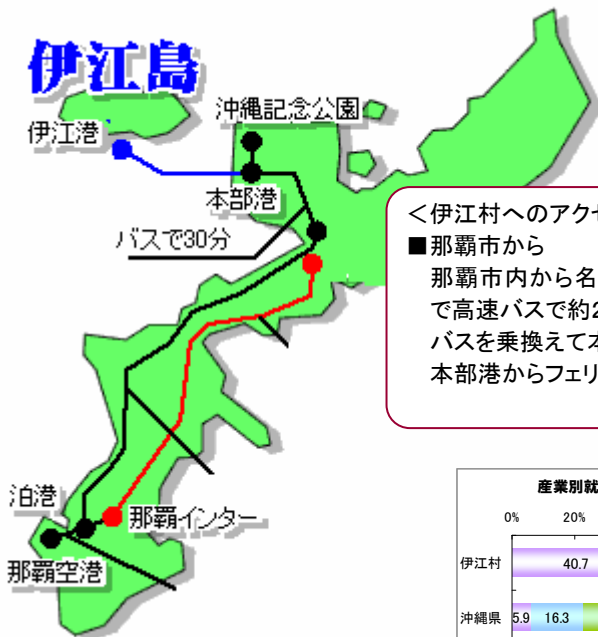 伊江島
沖縄記念公園
伊江港
本部港
バスで30分
<伊江村へのアクセ
■那覇市から
那覇市内から名
で高速バスで約2
バスを乗換えて本
本部港からフェリ
泊港
那覇インター
那覇空港
産業別就
0% 20%
伊江村 40.7
沖縄県 5.9 16.3